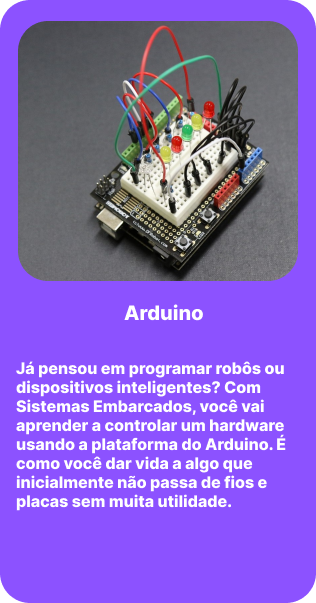 Arduino
Já pensou em programar robôs ou
dispositivos inteligentes? Com
Sistemas Embarcados, você vai
aprender a controlar um hardware
usando a plataforma do Arduino. É
como você dar vida a algo que
inicialmente não passa de fios e
placas sem muita utilidade.